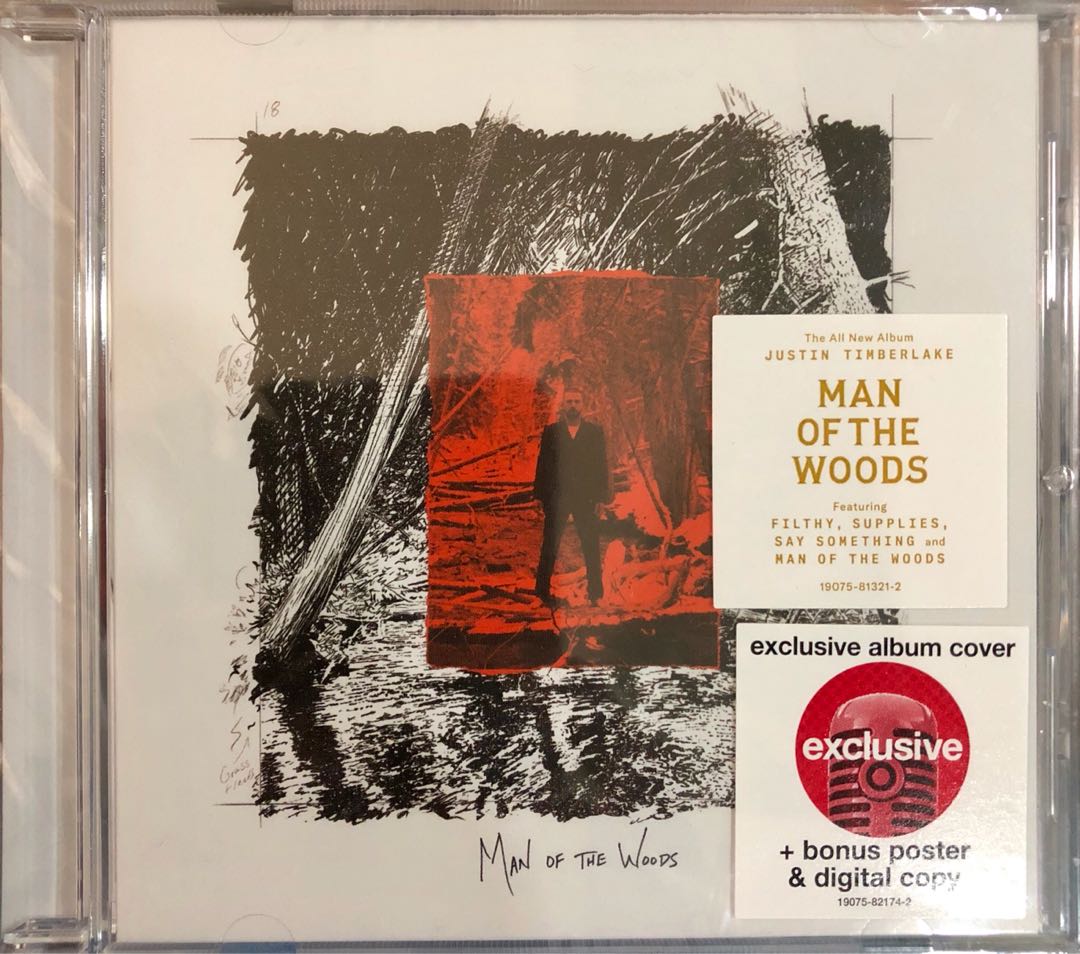 18
The All New Album
JUSTIN TIMBERLAKE
MAN
OF THE
WOODS
Featuring
FILTHY, SUPPLIES,
SAY SOMETHING and
MAN OF THE WOODS
19075-81321-2
exclusive album cover
exclusive
+ bonus poster
& digital copy
19075-82174-2
Grass
MAN OF THE WOODS